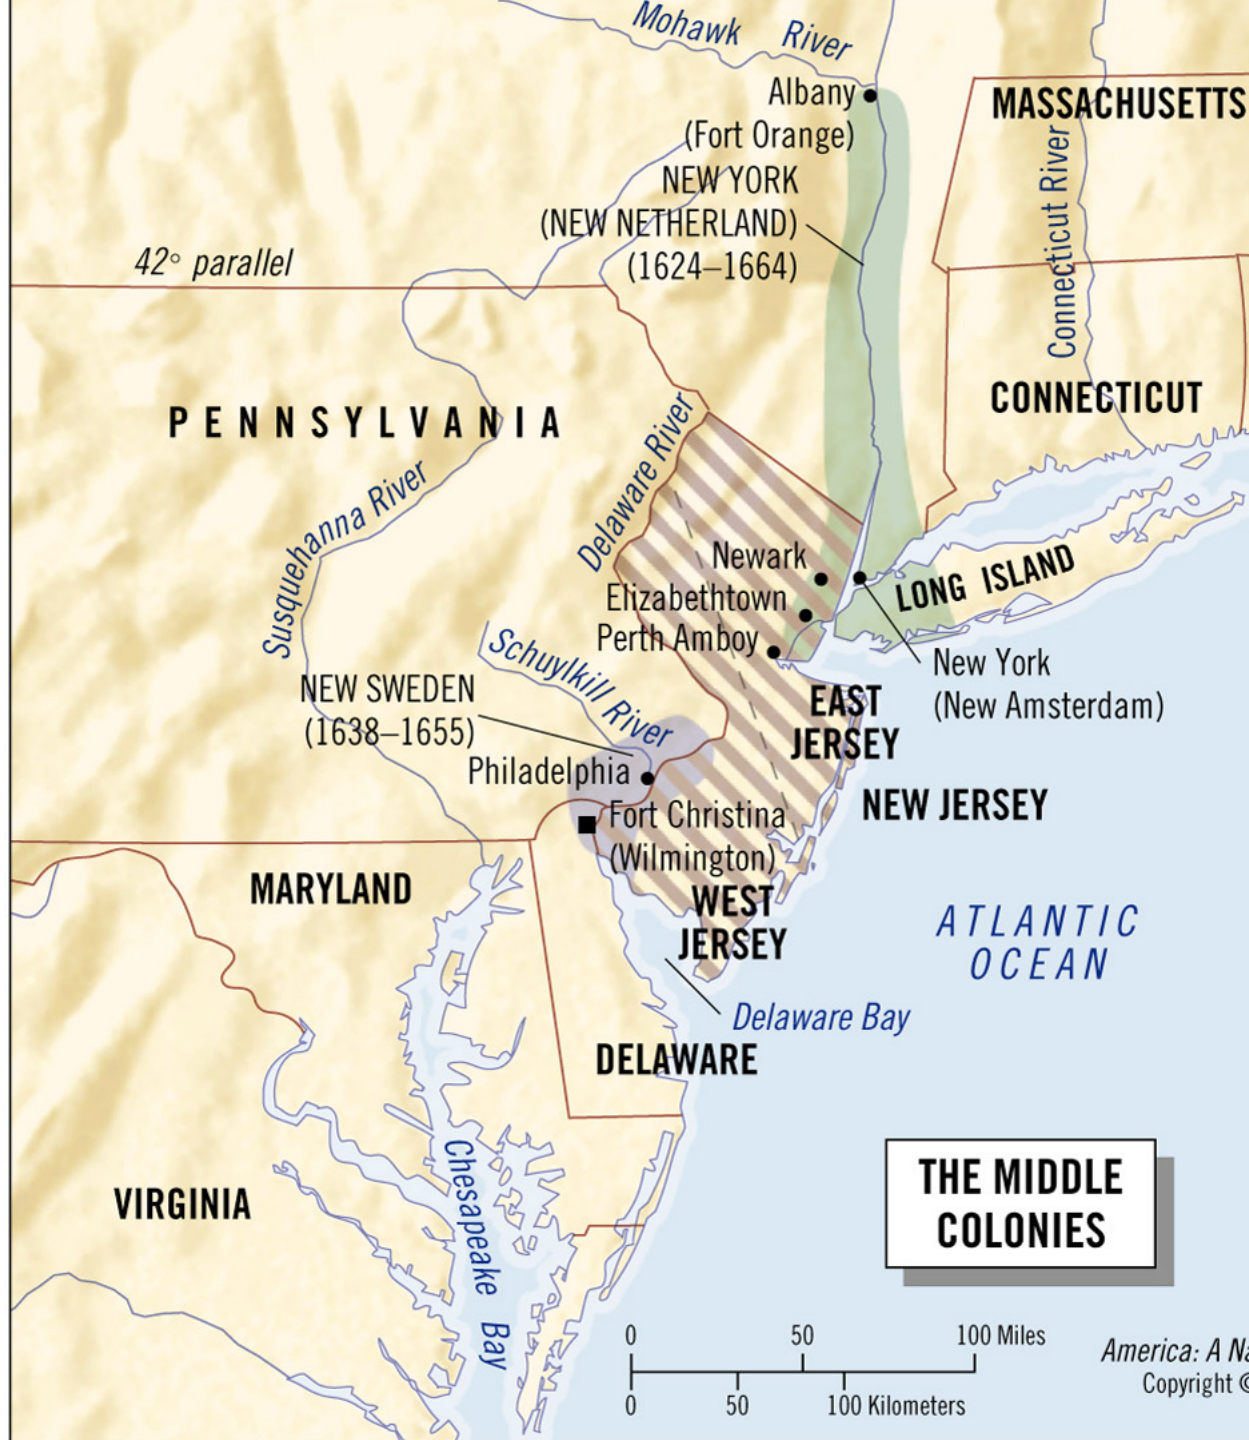 Mohawk River
Albany
(Fort Orange)
MASSACHUSETTS
Connecticut River
NEW YORK
(NEW NETHERLAND)
(1624–1664)
42° parallel
CONNECTICUT
PENNSYLVANIA
Delaware River
Susquehanna River
Newark
Elizabethtown
Perth Amboy
LONG ISLAND
New York
(New Amsterdam)
Schuylkill River
NEW SWEDEN
(1638–1655)
Philadelphia
EAST
JERSEY
NEW JERSEY
Fort Christina
(Wilmington)
WEST
JERSEY
MARYLAND
ATLANTIC
OCEAN
Delaware Bay
DELAWARE
Chesapeake Bay
VIRGINIA
THE MIDDLE
COLONIES
0 50 100 Miles
0 50 100 Kilometers
America: A Na
Copyright ©